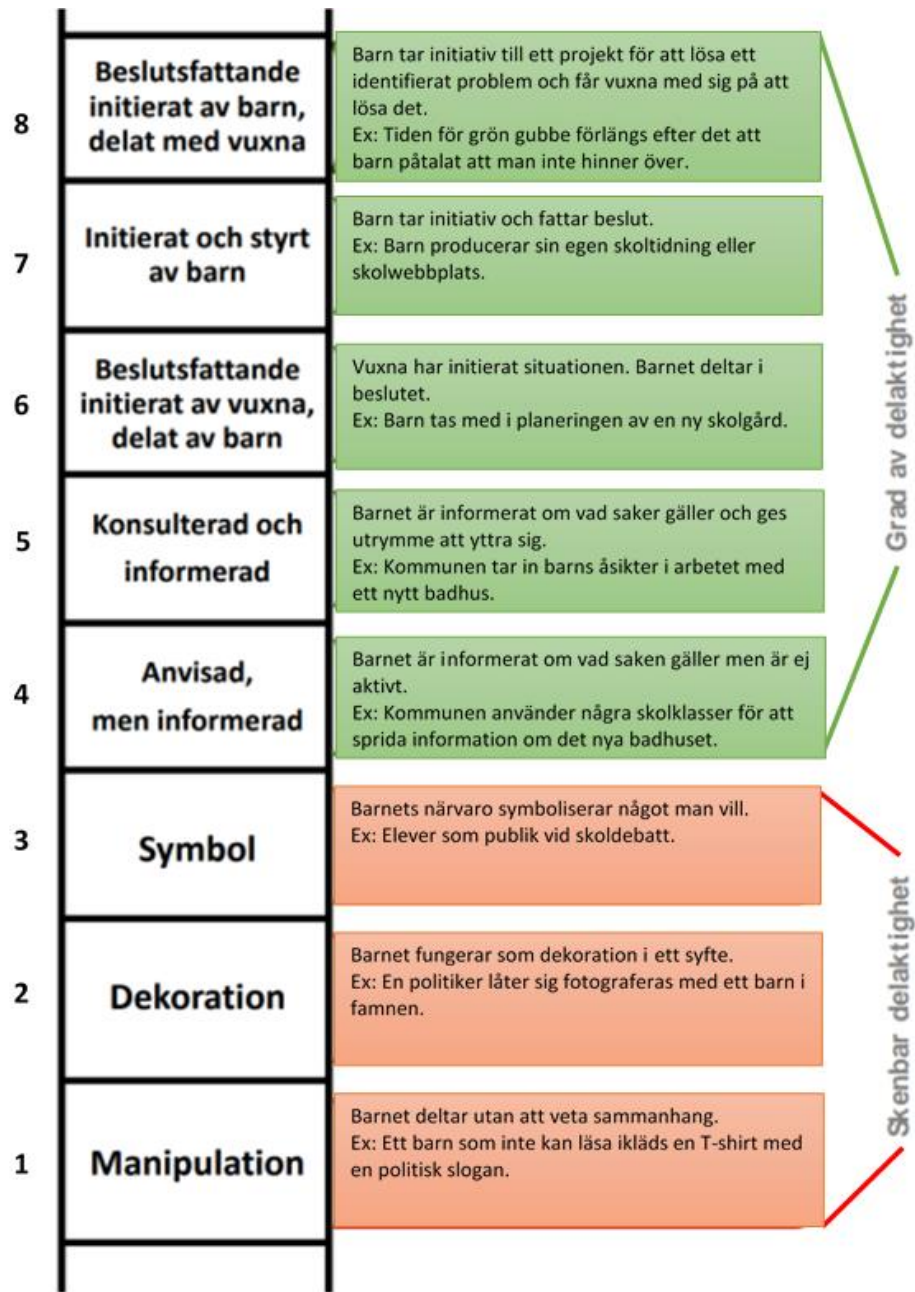 8
Beslutsfattande
initierat av barn,
delat med vuxna
Barn tar initiativ till ett projekt för att lösa ett
identifierat problem och får vuxna med sig på att
lösa det.
Ex: Tiden för grön gubbe förlängs efter det att
barn påtalat att man inte hinner över.
7
Initierat och styrt
av barn
Barn tar initiativ och fattar beslut.
Ex: Barn producerar sin egen skoltidning eller
skolwebbplats.
6
Beslutsfattande
initierat av vuxna,
delat av barn
Vuxna har initierat situationen. Barnet deltar i
beslutet.
Ex: Barn tas med i planeringen av en ny skolgård.
5
Konsulterad och
informerad
Barnet är informerat om vad saker gäller och ges
utrymme att yttra sig.
Ex: Kommunen tar in barns åsikter i arbetet med
ett nytt badhus.
4
Anvisad,
men informerad
Barnet är informerat om vad saken gäller men är ej
aktivt.
Ex: Kommunen använder några skolklasser för att
sprida information om det nya badhuset.
Grad av delaktighet
3
Symbol
Barnets närvaro symboliserar något man vill.
Ex: Elever som publik vid skoldebatt.
2
Dekoration
Barnet fungerar som dekoration i ett syfte.
Ex: En politiker låter sig fotograferas med ett barn i
famnen.
1
Manipulation
Barnet deltar utan att veta sammanhang.
Ex: Ett barn som inte kan läsa ikläds en T-shirt med
en politisk slogan.
Skenbar delaktighet